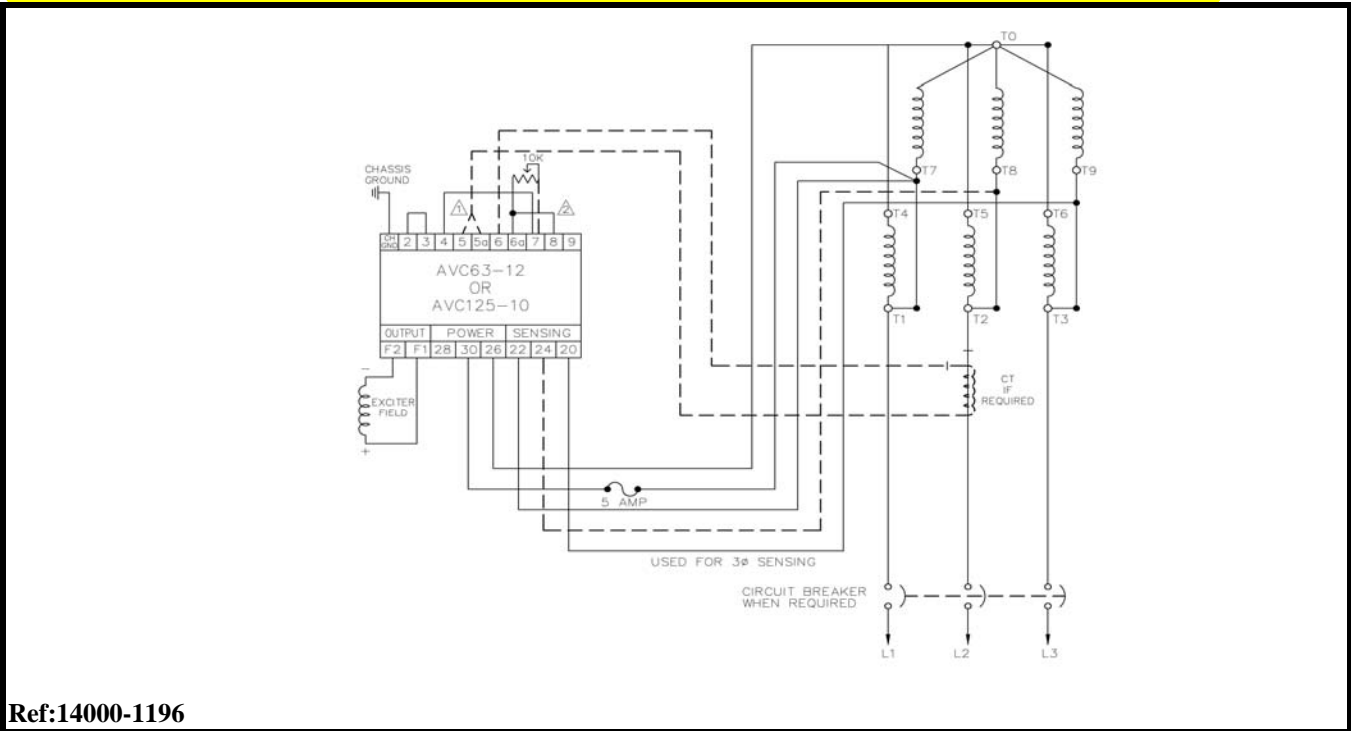 T0
10K
CHASSIS
GROUND
T7
T8
T9
1
2
T4
T5
T6
CH
GND
2 3 4 5 5a 6 6a 7 8 9
AVC63-12
OR
AVC125-10
OUTPUT POWER SENSING
F2 F1 28 30 26 22 24 20
T1
T2
T3
-
EXCITER
FIELD
+
CT
IF
REQUIRED
5 AMP
USED FOR 3ø SENSING
CIRCUIT BREAKER
WHEN REQUIRED
L1
L2
L3
Ref:14000-1196